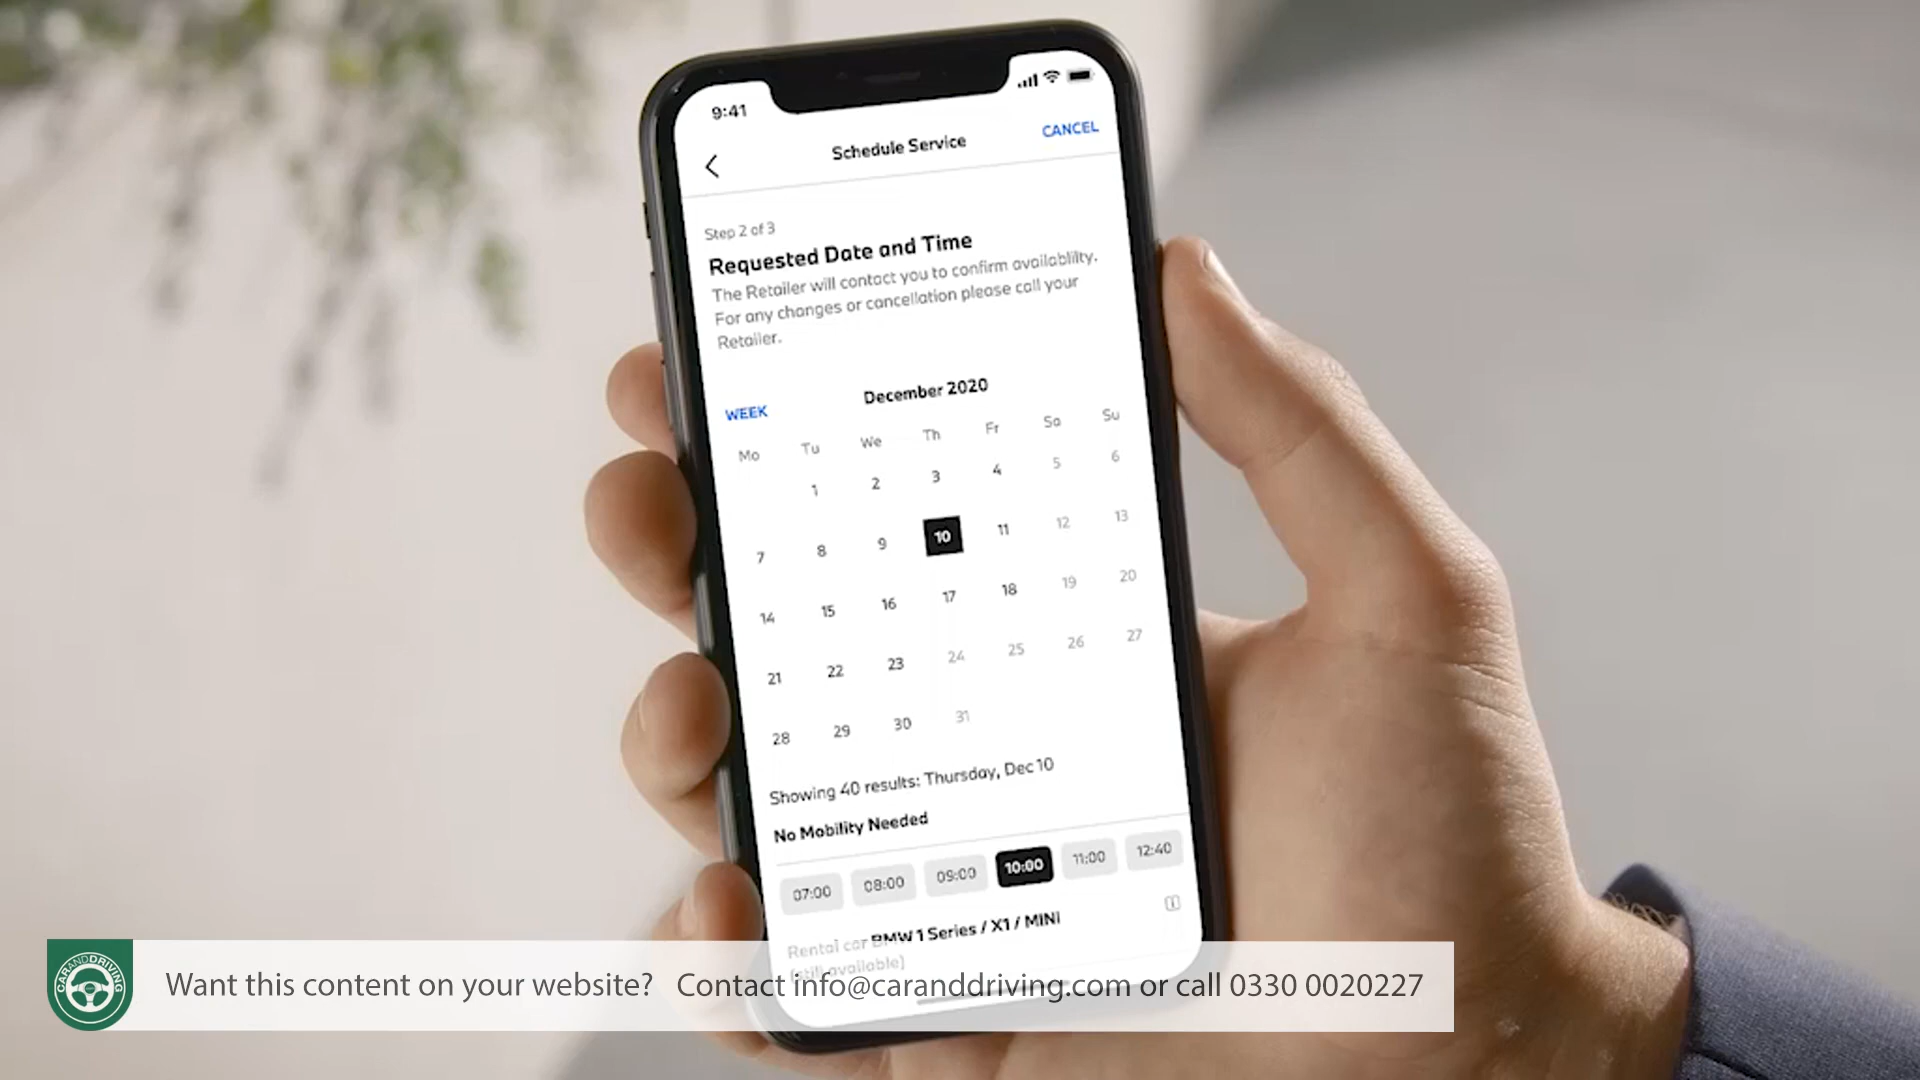 9:41
Schedule Service
CANCEL
Step 2 of 3
Requested Date and Time
The Retailer will contact you to confirm availablilty.
For any changes or cancellation please call your
Retailer.
WEEK
December 2020
Mo Tu We Th Fr Sa Su
1 2 3 4 5 6
7 8 9 10 11 12 13
14 15 16 17 18 19 20
21 22 23 24 25 26 27
28 29 30 31
Showing 40 results: Thursday, Dec 10
No Mobility Needed
07:00 08:00 09:00 10:00 11:00 12:40
Rental car BMW 1 Series / X1 / MINI
(still available)
CARANDDRIVING
Want this content on your website? Contact info@caranddriving.com or call 0330 0020227